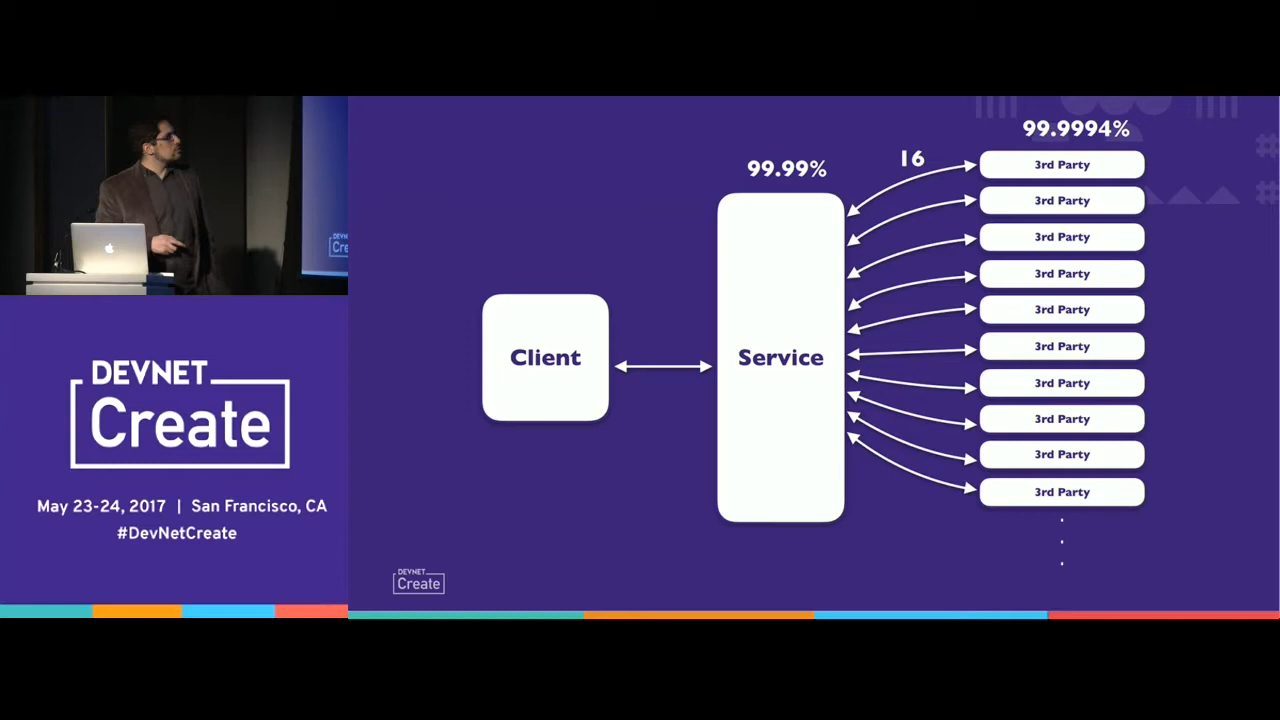 DEVNET
Create
May 23-24, 2017 | San Francisco, CA
#DevNetCreate
99.99%
16
99.9994%
Client
Service
3rd Party
3rd Party
3rd Party
3rd Party
3rd Party
3rd Party
3rd Party
3rd Party
3rd Party
3rd Party
DEVNET
Create